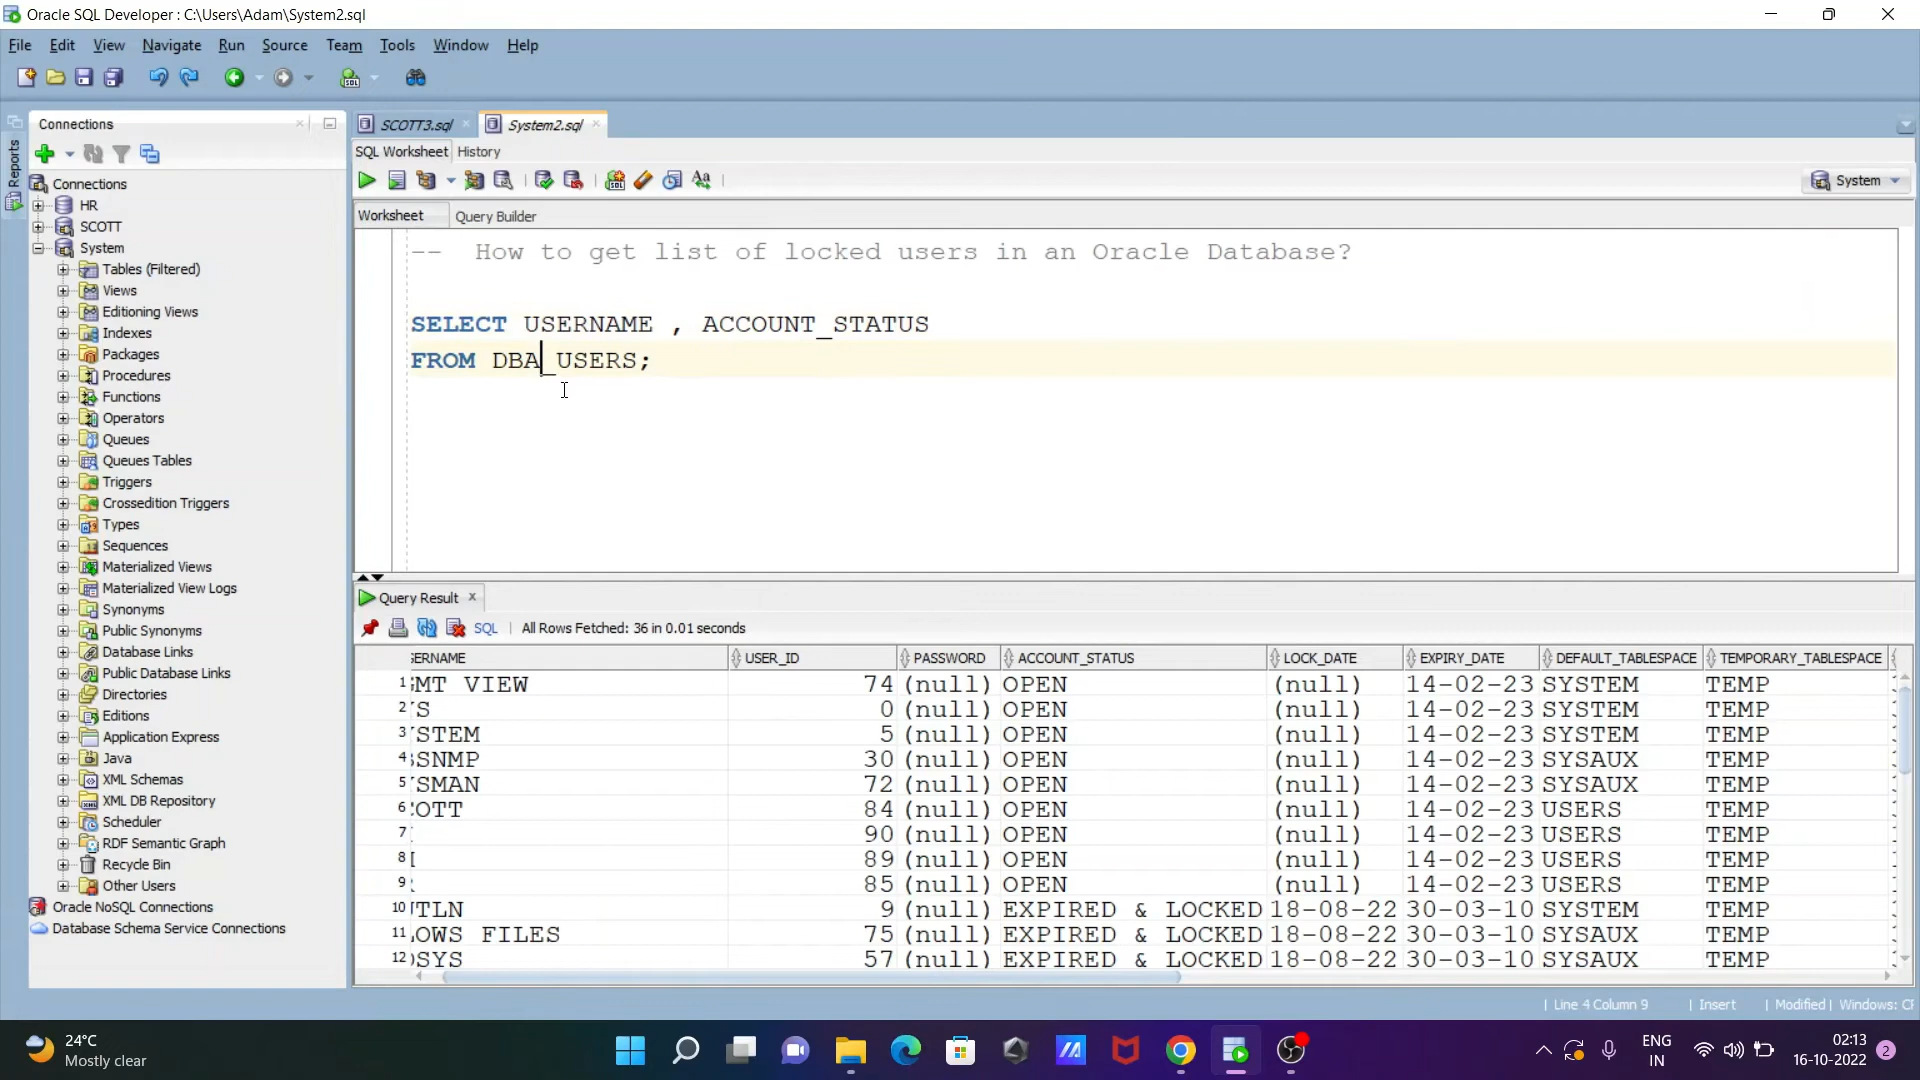 Oracle SQL Developer : C:\Users\Adam\System2.sql
File Edit View Navigate Run Source Team Tools Window Help
Reports
Connections
Connections
HR
SCOTT
System
Tables (Filtered)
Views
Editioning Views
Indexes
Packages
Procedures
Functions
Operators
Queues
Queues Tables
Triggers
Crossedition Triggers
Types
Sequences
Materialized Views
Materialized View Logs
Synonyms
Public Synonyms
Database Links
Public Database Links
Directories
Editions
Application Express
Java
XML Schemas
XML DB Repository
Scheduler
RDF Semantic Graph
Recycle Bin
Other Users
Oracle NoSQL Connections
Database Schema Service Connections
SCOTT3.sql System2.sql
SQL Worksheet History
System
Worksheet Query Builder
-- How to get list of locked users in an Oracle Database?
SELECT USERNAME , ACCOUNT_STATUS
FROM DBA_USERS;
Query Result
SQL | All Rows Fetched: 36 in 0.01 seconds
ERNAME USER_ID PASSWORD ACCOUNT_STATUS LOCK_DATE EXPIRY_DATE DEFAULT_TABLESPACE TEMPORARY_TABLESPACE
1 MT VIEW 74 (null) OPEN (null) 14-02-23 SYSTEM TEMP
2 S 0 (null) OPEN (null) 14-02-23 SYSTEM TEMP
3 STEM 5 (null) OPEN (null) 14-02-23 SYSTEM TEMP
4 SNMP 30 (null) OPEN (null) 14-02-23 SYSAUX TEMP
5 SMAN 72 (null) OPEN (null) 14-02-23 SYSAUX TEMP
6 OTT 84 (null) OPEN (null) 14-02-23 USERS TEMP
7 90 (null) OPEN (null) 14-02-23 USERS TEMP
8 89 (null) OPEN (null) 14-02-23 USERS TEMP
9 85 (null) OPEN (null) 14-02-23 USERS TEMP
10 TLN 9 (null) EXPIRED & LOCKED 18-08-22 30-03-10 SYSTEM TEMP
11 OWS FILES 75 (null) EXPIRED & LOCKED 18-08-22 30-03-10 SYSAUX TEMP
12 SYS 57 (null) EXPIRED & LOCKED 18-08-22 30-03-10 SYSAUX TEMP
Line 4 Column 9 | Insert | Modified | Windows: C
24°C
Mostly clear
ENG
IN
02:13
16-10-2022
2